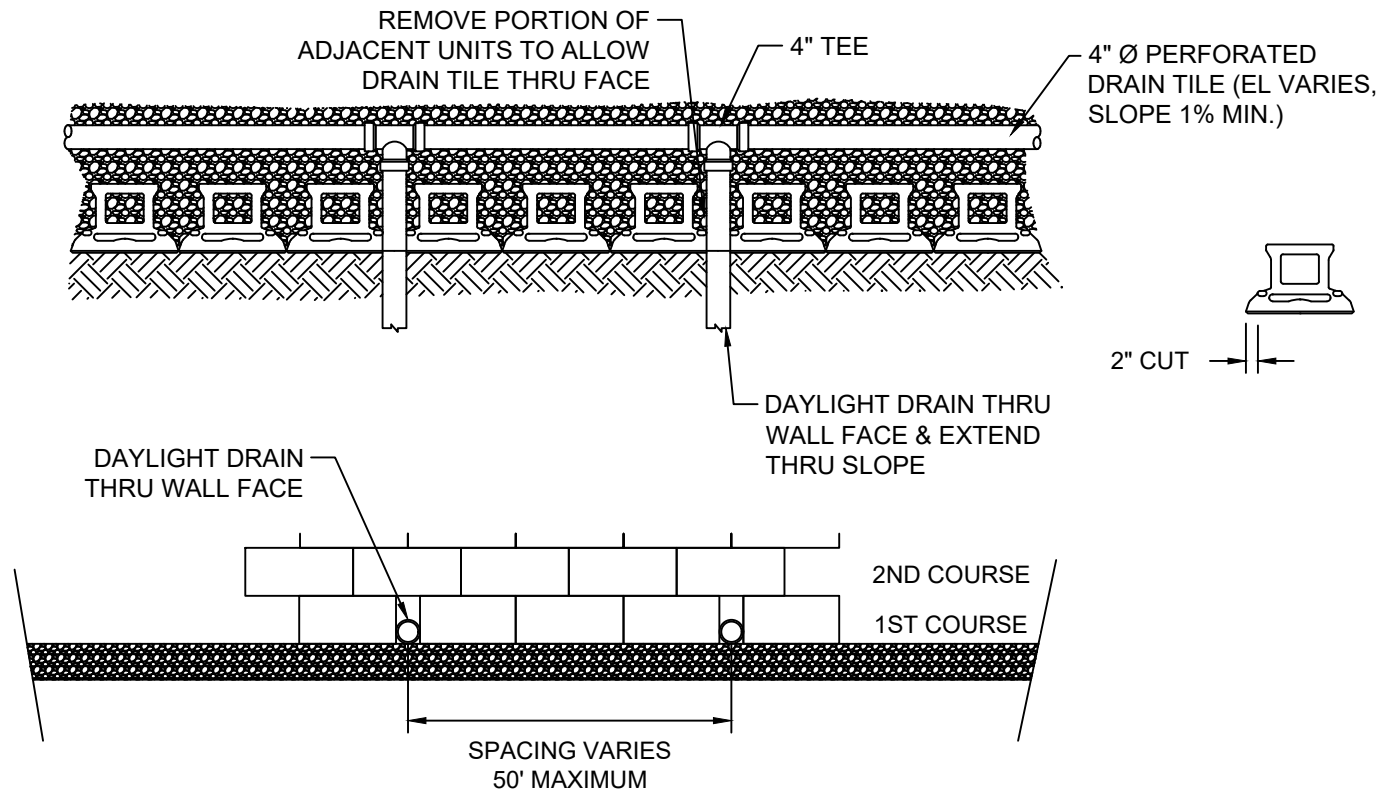 REMOVE PORTION OF
ADJACENT UNITS TO ALLOW
DRAIN TILE THRU FACE
4" TEE
4" Ø PERFORATED
DRAIN TILE (EL VARIES,
SLOPE 1% MIN.)
2" CUT
DAYLIGHT DRAIN THRU
WALL FACE & EXTEND
THRU SLOPE
DAYLIGHT DRAIN
THRU WALL FACE
2ND COURSE
1ST COURSE
SPACING VARIES
50' MAXIMUM